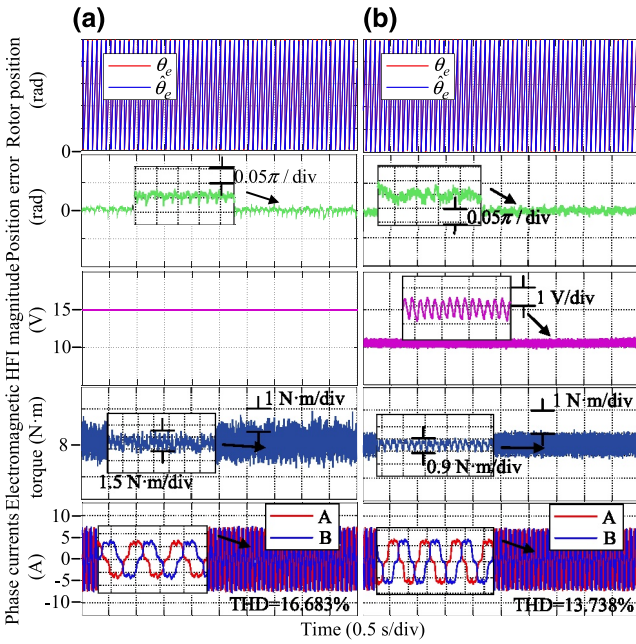 (a)
(b)
Rotor position
(rad)
θₑ
θ̂ₑ
θₑ
θ̂ₑ
0
Position error
(rad)
0
0.05π / div
0.05π / div
HFI magnitude
(V)
15
10
1 V/div
Electromagnetic
torque (N·m)
8
1 N·m/div
1.5 N·m/div
1 N·m/div
0.9 N·m/div
Phase currents
(A)
10
5
0
-5
-10
A
B
THD=16.683%
A
B
THD=13.738%
Time (0.5 s/div)